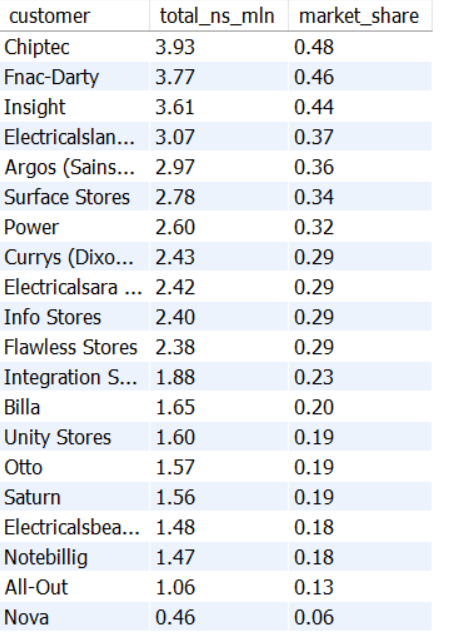 customer total_ns_mln market_share
Chiptec 3.93 0.48
Fnac-Darty 3.77 0.46
Insight 3.61 0.44
Electricalslan... 3.07 0.37
Argos (Sains... 2.97 0.36
Surface Stores 2.78 0.34
Power 2.60 0.32
Currys (Dixo... 2.43 0.29
Electricalsara ... 2.42 0.29
Info Stores 2.40 0.29
Flawless Stores 2.38 0.29
Integration S... 1.88 0.23
Billa 1.65 0.20
Unity Stores 1.60 0.19
Otto 1.57 0.19
Saturn 1.56 0.19
Electricalsbea... 1.48 0.18
Notebillig 1.47 0.18
All-Out 1.06 0.13
Nova 0.46 0.06